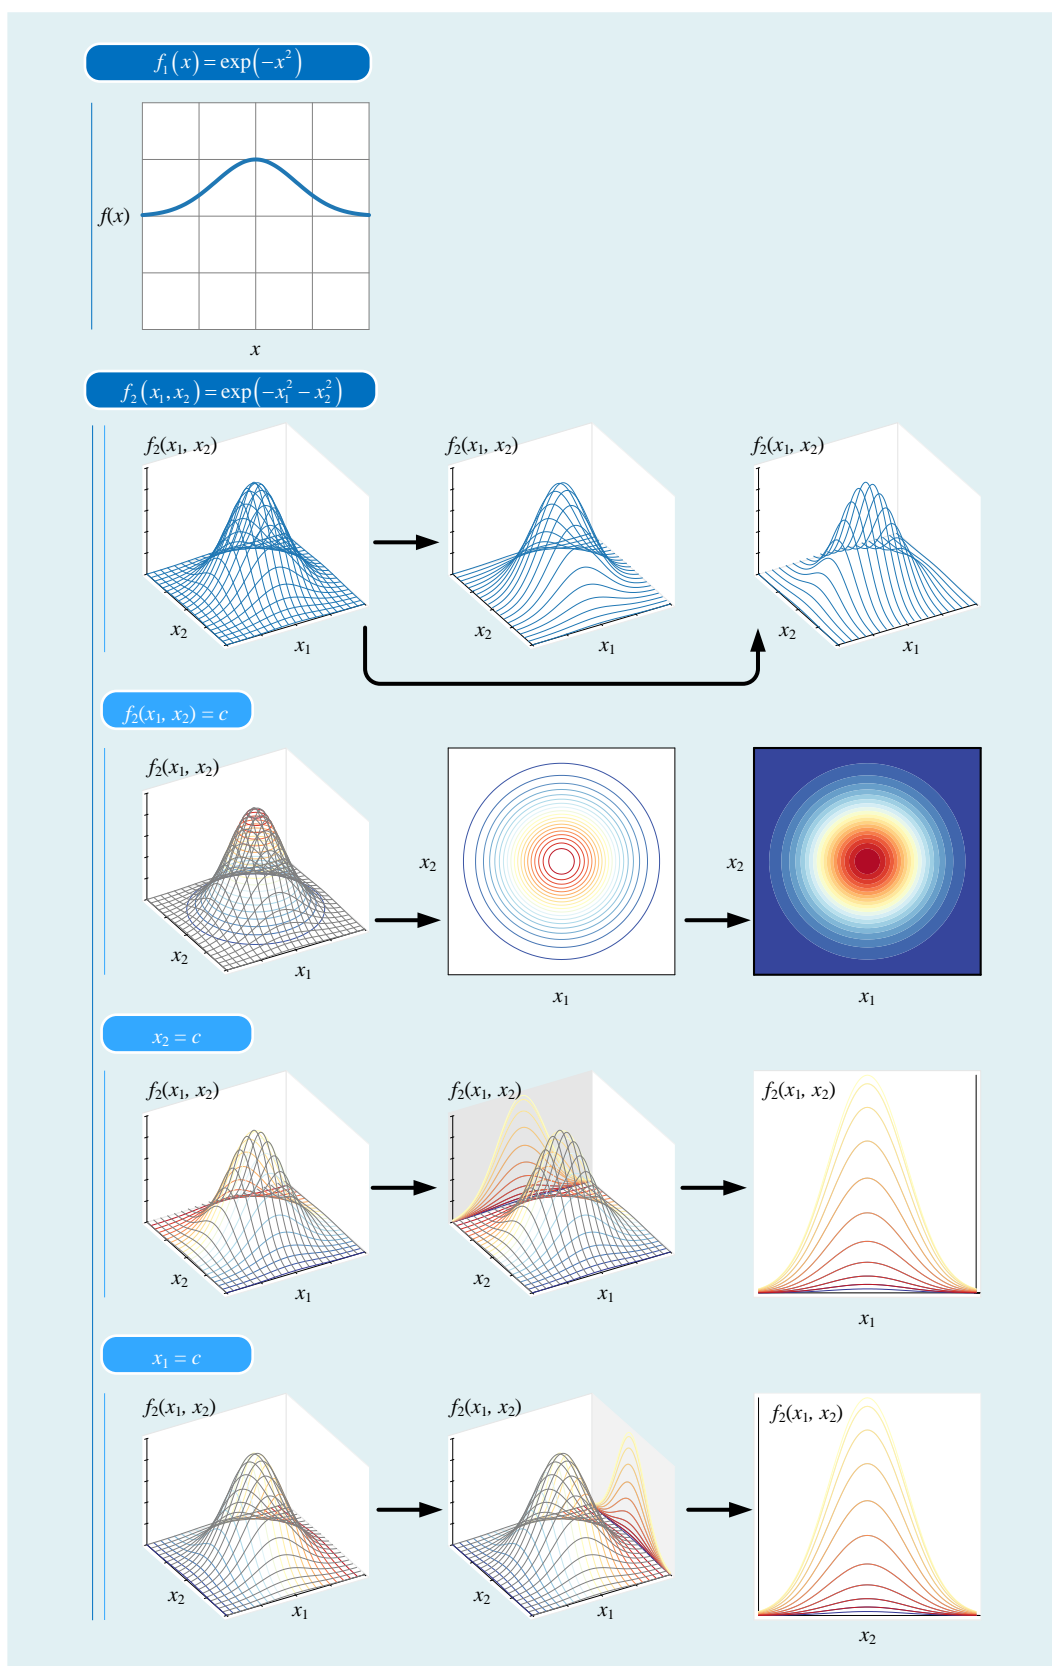 f₁(x) = exp(−x²)
f(x)
x
f₂(x₁, x₂) = exp(−x₁² − x₂²)
f₂(x₁, x₂) f₂(x₁, x₂) f₂(x₁, x₂)
x₂ x₁ x₂ x₁ x₂ x₁
f₂(x₁, x₂) = c
f₂(x₁, x₂)
x₂ x₂
x₂ x₁
x₁ x₁
x₂ = c
f₂(x₁, x₂) f₂(x₁, x₂) f₂(x₁, x₂)
x₂ x₁ x₂ x₁
x₁
x₁ = c
f₂(x₁, x₂) f₂(x₁, x₂) f₂(x₁, x₂)
x₂ x₁ x₂ x₁
x₂